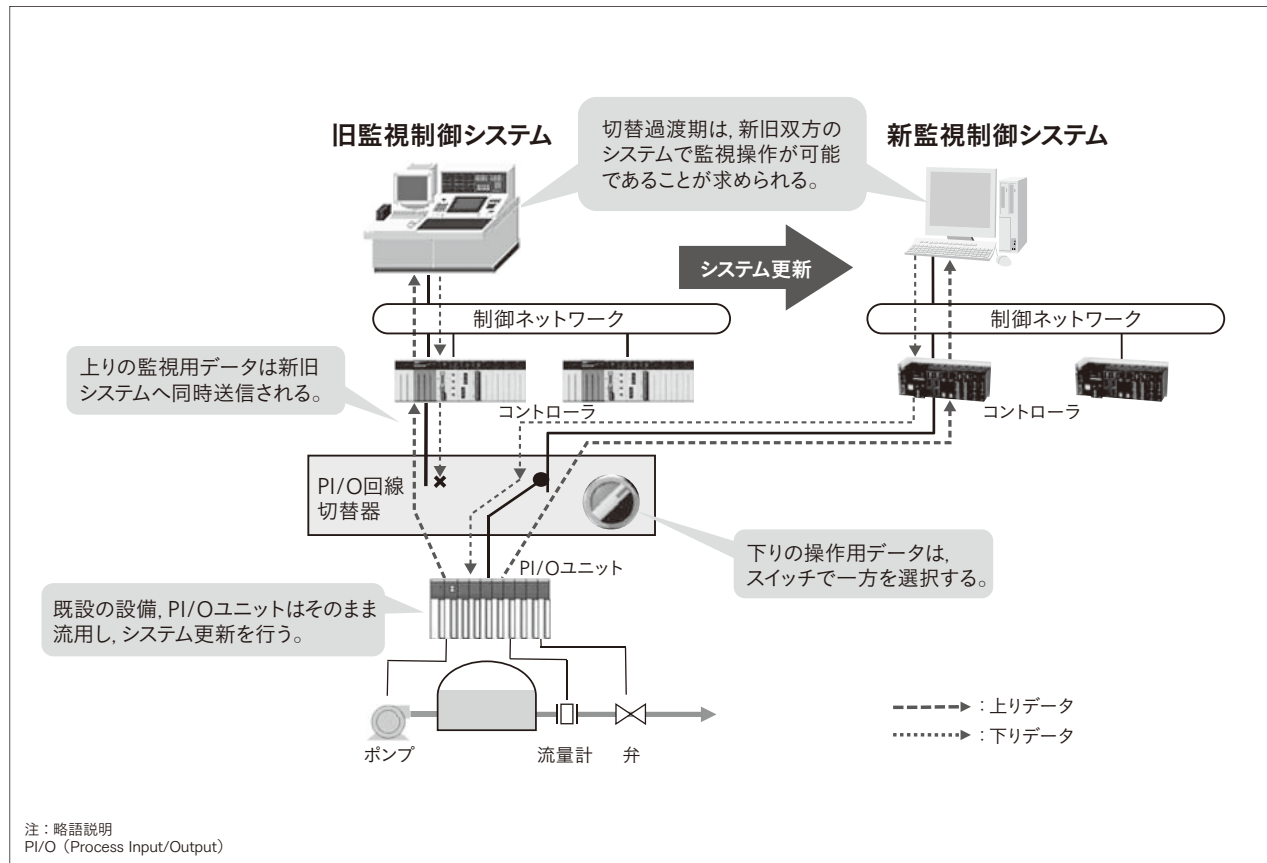 旧監視制御システム
切替過渡期は，新旧双方の
システムで監視操作が可能
であることが求められる。
新監視制御システム
システム更新
制御ネットワーク
制御ネットワーク
上りの監視用データは新旧
システムへ同時送信される。
コントローラ
コントローラ
PI/O回線
切替器
下りの操作用データは，
スイッチで一方を選択する。
PI/Oユニット
既設の設備，PI/Oユニットはそのまま
流用し，システム更新を行う。
ポンプ
流量計
弁
：上りデータ
：下りデータ
注：略語説明
PI/O（Process Input/Output）